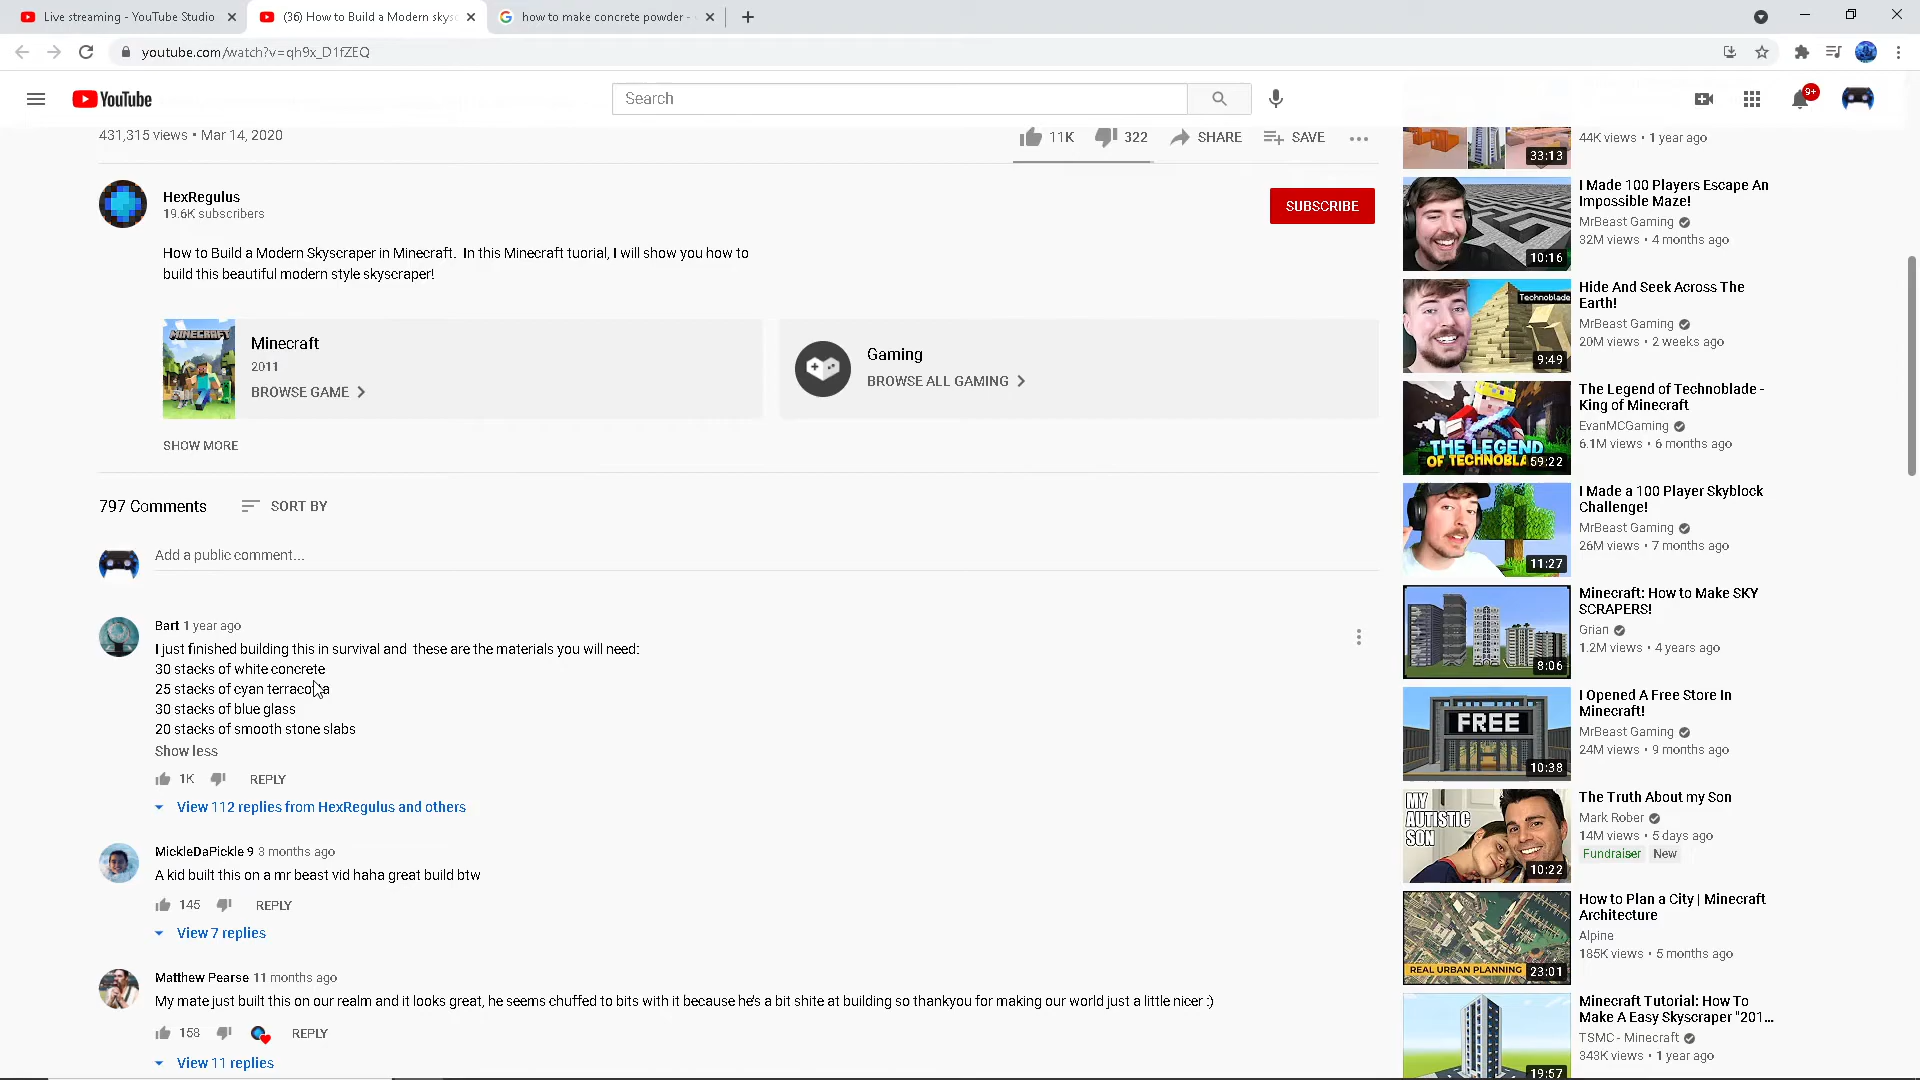 Live streaming - YouTube Studio
(36) How to Build a Modern skys
how to make concrete powder -
youtube.com/watch?v=qh9x_D1fZEQ
YouTube
Search
9+
431,315 views • Mar 14, 2020
11K
322
SHARE
SAVE
HexRegulus
19.6K subscribers
SUBSCRIBE
How to Build a Modern Skyscraper in Minecraft.  In this Minecraft tuorial, I will show you how to
build this beautiful modern style skyscraper!
MINECRAFT
Minecraft
2011
BROWSE GAME
Gaming
BROWSE ALL GAMING
SHOW MORE
797 Comments
SORT BY
Add a public comment...
Bart 1 year ago
I just finished building this in survival and  these are the materials you will need:
30 stacks of white concrete
25 stacks of cyan terracotta
30 stacks of blue glass
20 stacks of smooth stone slabs
Show less
1K
REPLY
View 112 replies from HexRegulus and others
MickleDaPickle 9 3 months ago
A kid built this on a mr beast vid haha great build btw
145
REPLY
View 7 replies
Matthew Pearse 11 months ago
My mate just built this on our realm and it looks great, he seems chuffed to bits with it because he's a bit shite at building so thankyou for making our world just a little nicer :)
158
REPLY
View 11 replies
33:13
44K views • 1 year ago
10:16
I Made 100 Players Escape An
Impossible Maze!
MrBeast Gaming
32M views • 4 months ago
Technoblade
9:49
Hide And Seek Across The
Earth!
MrBeast Gaming
20M views • 2 weeks ago
THE LEGEND
OF TECHNOBLA
59:22
The Legend of Technoblade -
King of Minecraft
EvanMCGaming
6.1M views • 6 months ago
11:27
I Made a 100 Player Skyblock
Challenge!
MrBeast Gaming
26M views • 7 months ago
8:06
Minecraft: How to Make SKY
SCRAPERS!
Grian
1.2M views • 4 years ago
FREE
10:38
I Opened A Free Store In
Minecraft!
MrBeast Gaming
24M views • 9 months ago
MY
AUTISTIC
SON
10:22
The Truth About my Son
Mark Rober
14M views • 5 days ago
Fundraiser
New
REAL URBAN PLANNING
23:01
How to Plan a City | Minecraft
Architecture
Alpine
185K views • 5 months ago
19:57
Minecraft Tutorial: How To
Make A Easy Skyscraper "201...
TSMC - Minecraft
343K views • 1 year ago